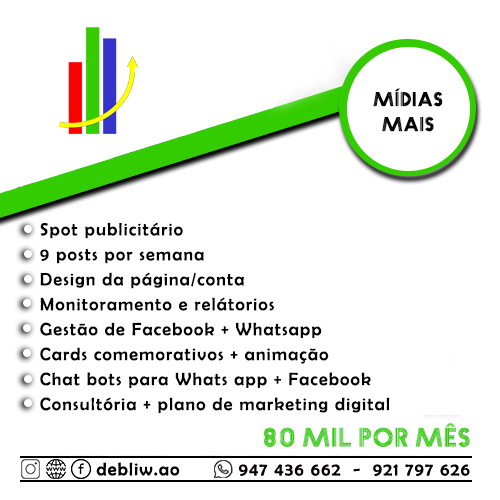 MÍDIAS
MAIS
Spot publicitário
9 posts por semana
Design da página/conta
Monitoramento e relátorios
Gestão de Facebook + Whatsapp
Cards comemorativos + animação
Chat bots para Whats app + Facebook
Consultória + plano de marketing digital
80 MIL POR MÊS
debliw.ao 947 436 662 - 921 797 626